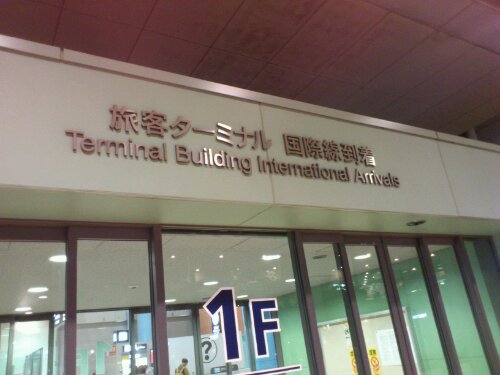 旅客ターミナル 国際線到着
Terminal Building International Arrivals
1F
?